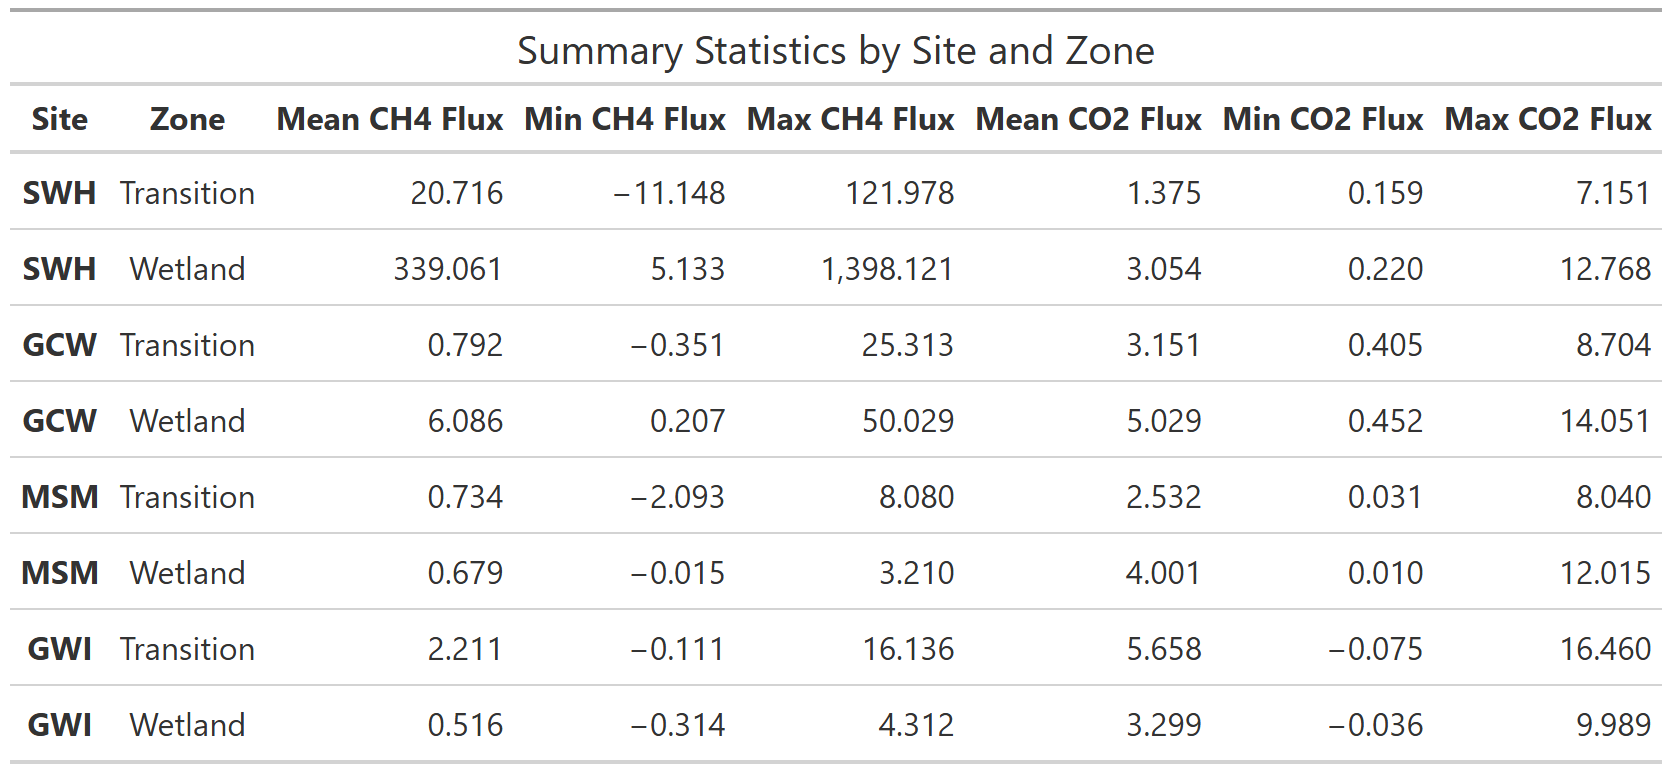 Summary Statistics by Site and Zone
Site Zone Mean CH4 Flux Min CH4 Flux Max CH4 Flux Mean CO2 Flux Min CO2 Flux Max CO2 Flux
SWH Transition 20.716 −11.148 121.978 1.375 0.159 7.151
SWH Wetland 339.061 5.133 1,398.121 3.054 0.220 12.768
GCW Transition 0.792 −0.351 25.313 3.151 0.405 8.704
GCW Wetland 6.086 0.207 50.029 5.029 0.452 14.051
MSM Transition 0.734 −2.093 8.080 2.532 0.031 8.040
MSM Wetland 0.679 −0.015 3.210 4.001 0.010 12.015
GWI Transition 2.211 −0.111 16.136 5.658 −0.075 16.460
GWI Wetland 0.516 −0.314 4.312 3.299 −0.036 9.989